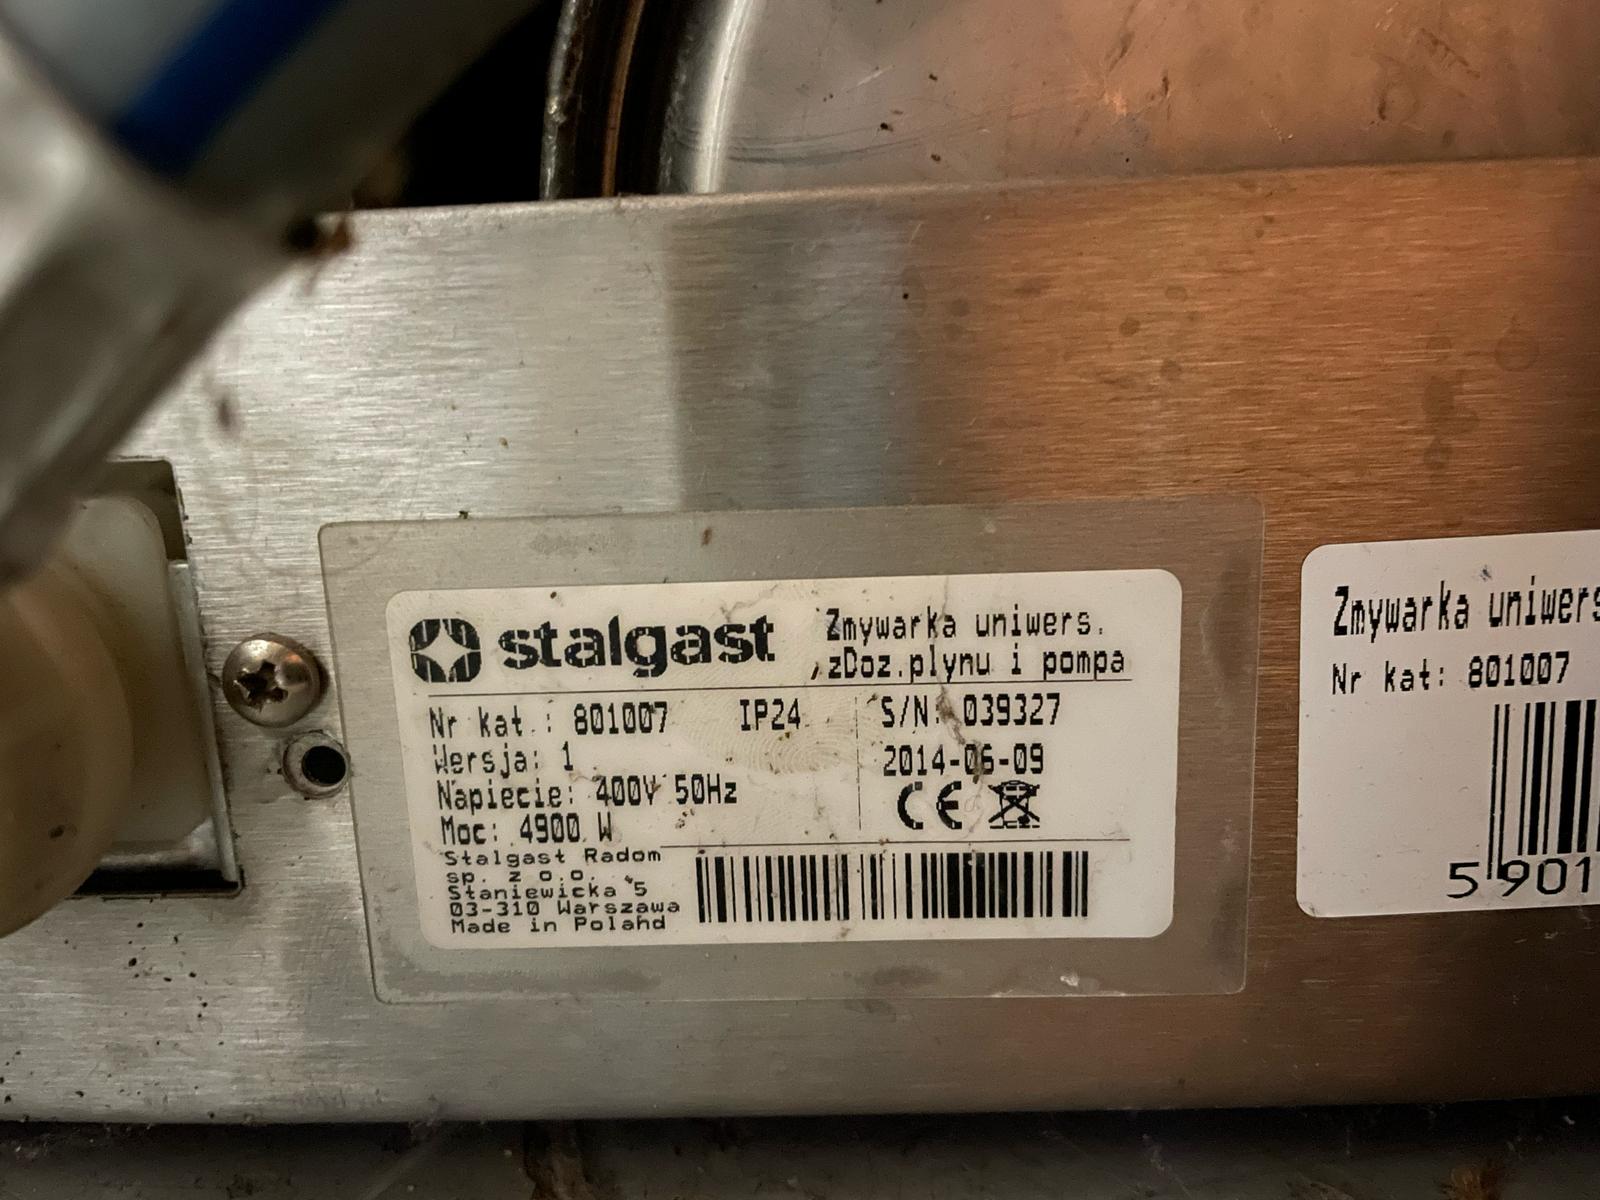 stalgast
Zmywarka uniwers.
,zDoz.plynu i pompa
Nr kat.: 801007 IP24
S/N: 039327
Wersja: 1
2014-06-09
Napiecie: 400V 50Hz
CE
Moc: 4900 W
Stalgast Radom
sp. z o.o.
Staniewicka 5
03-310 Warszawa
Made in Poland
Zmywarka uniwers
Nr kat: 801007
5 901